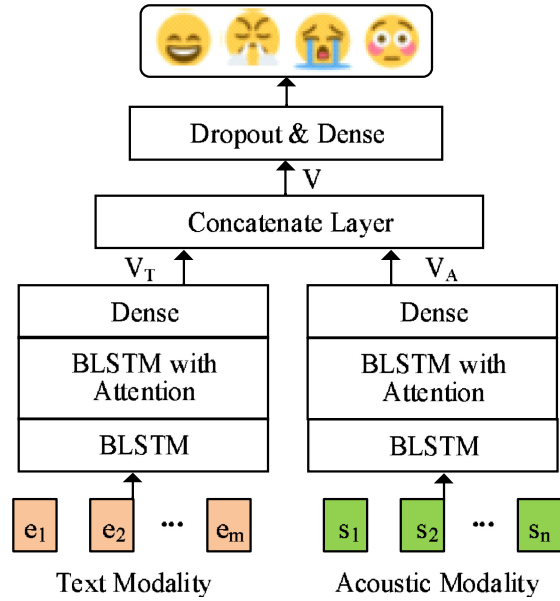 Dropout & Dense
V
Concatenate Layer
V_T V_A
Dense Dense
BLSTM with Attention BLSTM with Attention
BLSTM BLSTM
e_1 e_2 ... e_m s_1 s_2 ... s_n
Text Modality Acoustic Modality